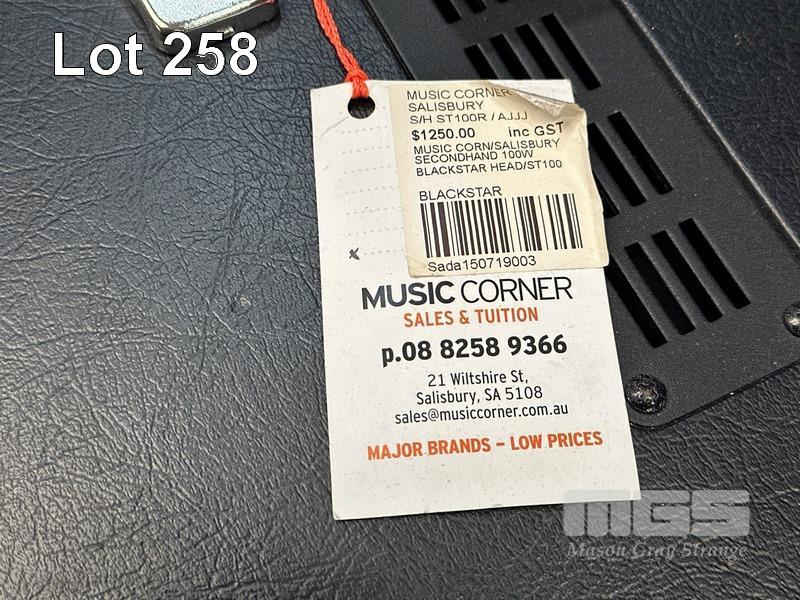 Lot 258
MUSIC CORNER
SALISBURY
S/H ST100R / AJJJ
$1250.00 inc GST
MUSIC CORN/SALISBURY
SECONDHAND 100W
BLACKSTAR HEAD/ST100
BLACKSTAR
Sada150719003
x
MUSIC CORNER
SALES & TUITION
p.08 8258 9366
21 Wiltshire St,
Salisbury, SA 5108
sales@musiccorner.com.au
MAJOR BRANDS – LOW PRICES
MGS
Mason Gray Strange